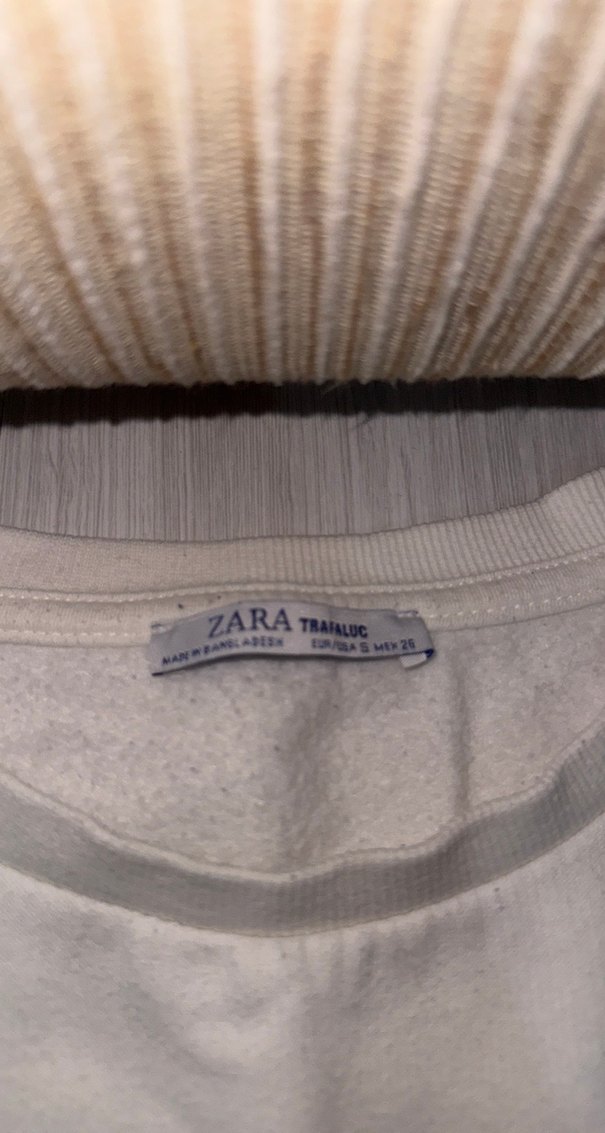 ZARA TRAFALUC
MADE IN BANGLADESH EUR/USA S MEX 26